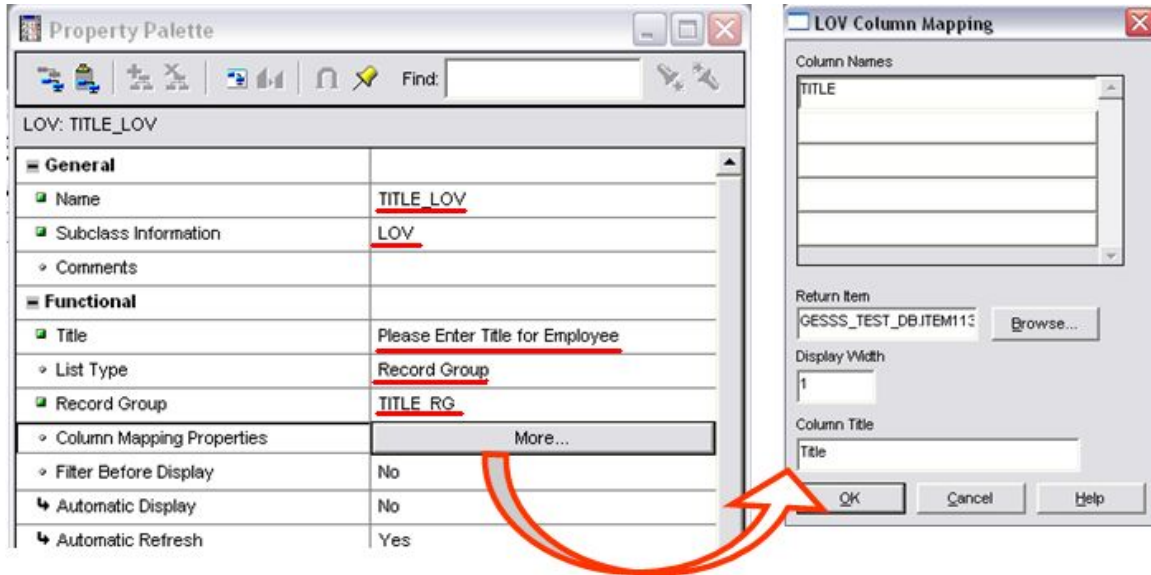 Property Palette
Find:
LOV: TITLE_LOV
General
Name TITLE_LOV
Subclass Information LOV
Comments
Functional
Title Please Enter Title for Employee
List Type Record Group
Record Group TITLE_RG
Column Mapping Properties More...
Filter Before Display No
Automatic Display No
Automatic Refresh Yes
LOV Column Mapping
Column Names
TITLE
Return Item
GESSS_TEST_DB.ITEM113 Browse...
Display Width
1
Column Title
Title
OK Cancel Help